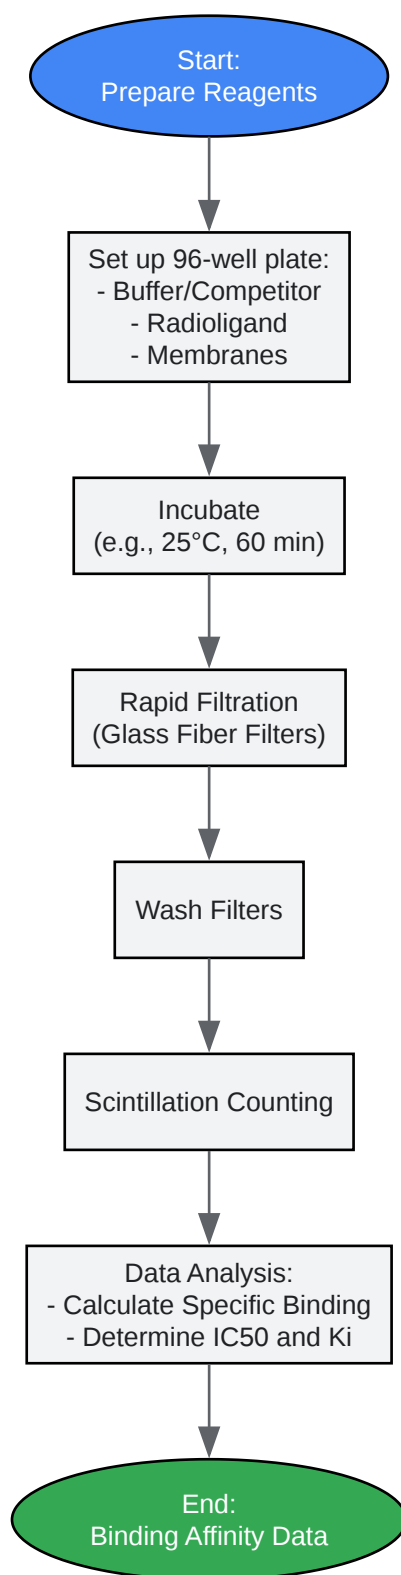 Start:
Prepare Reagents
Set up 96-well plate:
- Buffer/Competitor
- Radioligand
- Membranes
Incubate
(e.g., 25°C, 60 min)
Rapid Filtration
(Glass Fiber Filters)
Wash Filters
Scintillation Counting
Data Analysis:
- Calculate Specific Binding
- Determine IC50 and Ki
End:
Binding Affinity Data